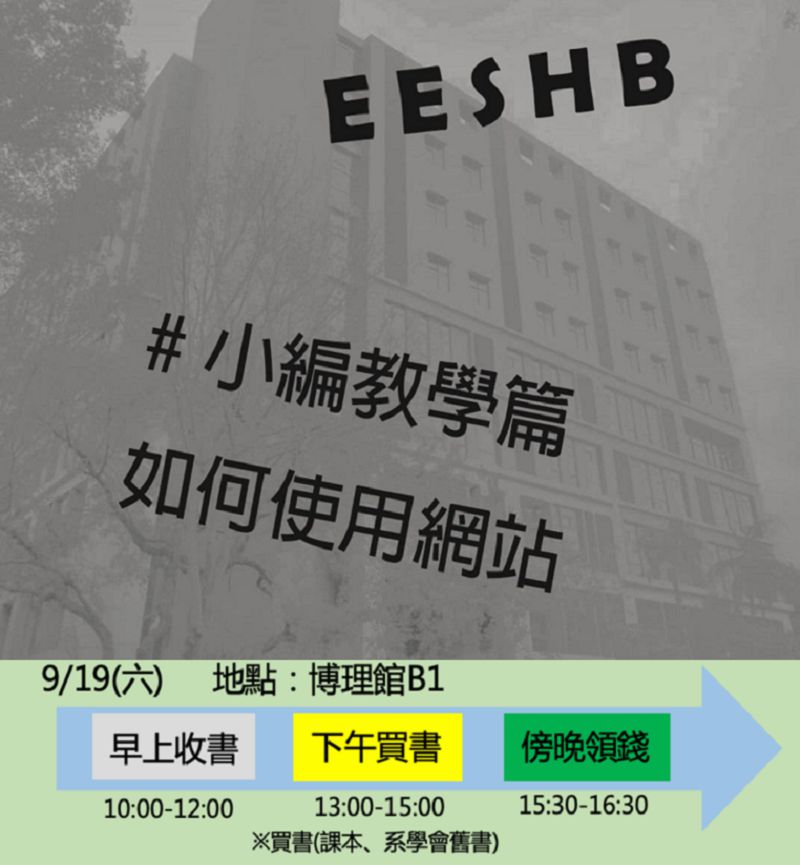 EESHB
# 小編教學篇
如何使用網站
9/19(六) 地點：博理館B1
早上收書 下午買書 傍晚領錢
10:00-12:00 13:00-15:00 15:30-16:30
※買書(課本、系學會舊書)